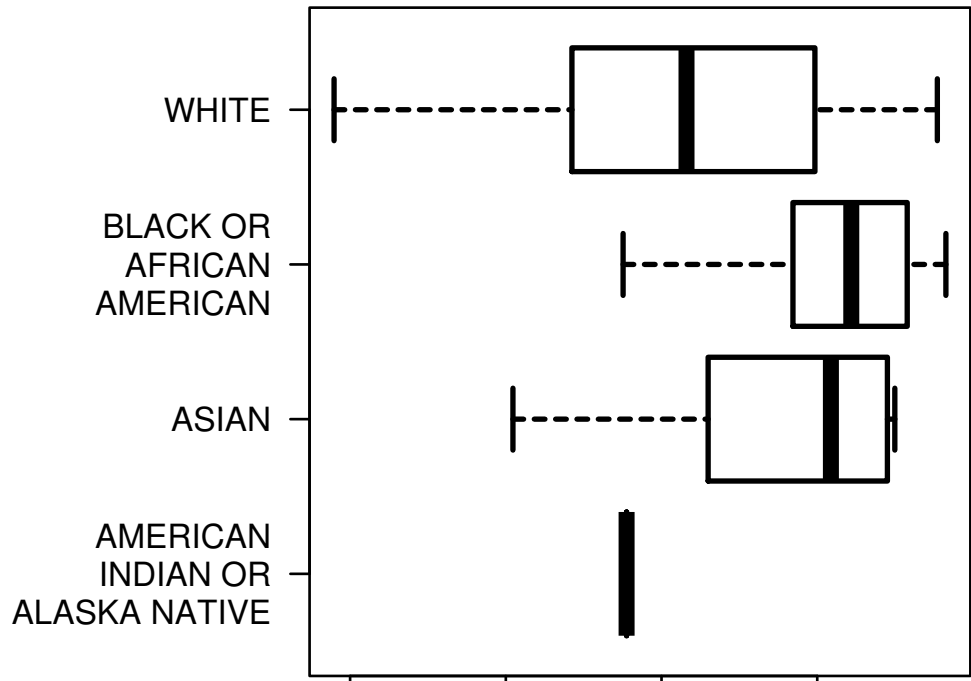 WHITE
BLACK OR
AFRICAN
AMERICAN
ASIAN
AMERICAN
INDIAN OR
ALASKA NATIVE